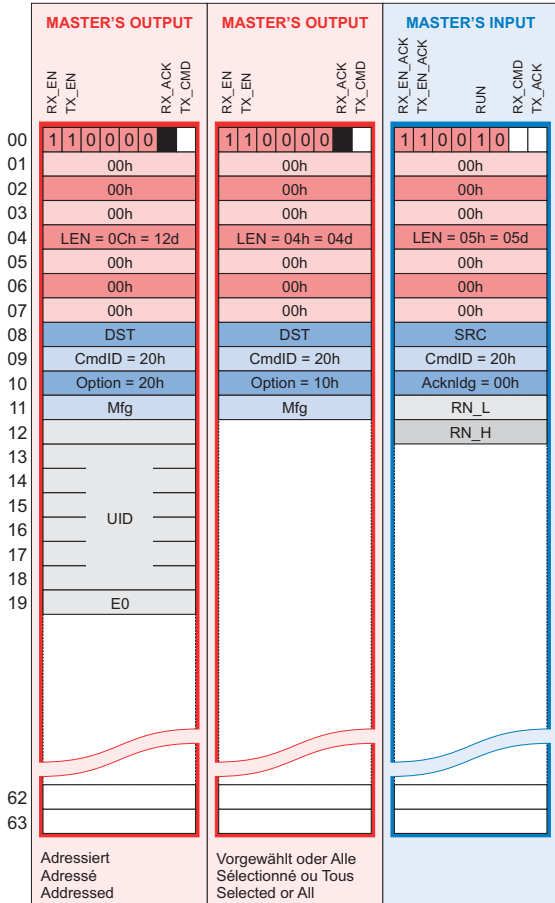 MASTER'S OUTPUT MASTER'S OUTPUT MASTER'S INPUT
RX_EN TX_EN RX_ACK TX_CMD RX_EN TX_EN RX_ACK TX_CMD RX_EN_ACK TX_EN_ACK RUN RX_CMD TX_ACK
00 1 1 0 0 0 0 1 1 0 0 0 0 1 1 0 0 1 0
01 00h 00h 00h
02 00h 00h 00h
03 00h 00h 00h
04 LEN = 0Ch = 12d LEN = 04h = 04d LEN = 05h = 05d
05 00h 00h 00h
06 00h 00h 00h
07 00h 00h 00h
08 DST DST SRC
09 CmdID = 20h CmdID = 20h CmdID = 20h
10 Option = 20h Option = 10h Acknldg = 00h
11 Mfg Mfg RN_L
12 RN_H
13
14
15
UID
16
17
18
19 E0
62
63
Adressiert Vorgewählt oder Alle
Adressé Sélectionné ou Tous
Addressed Selected or All